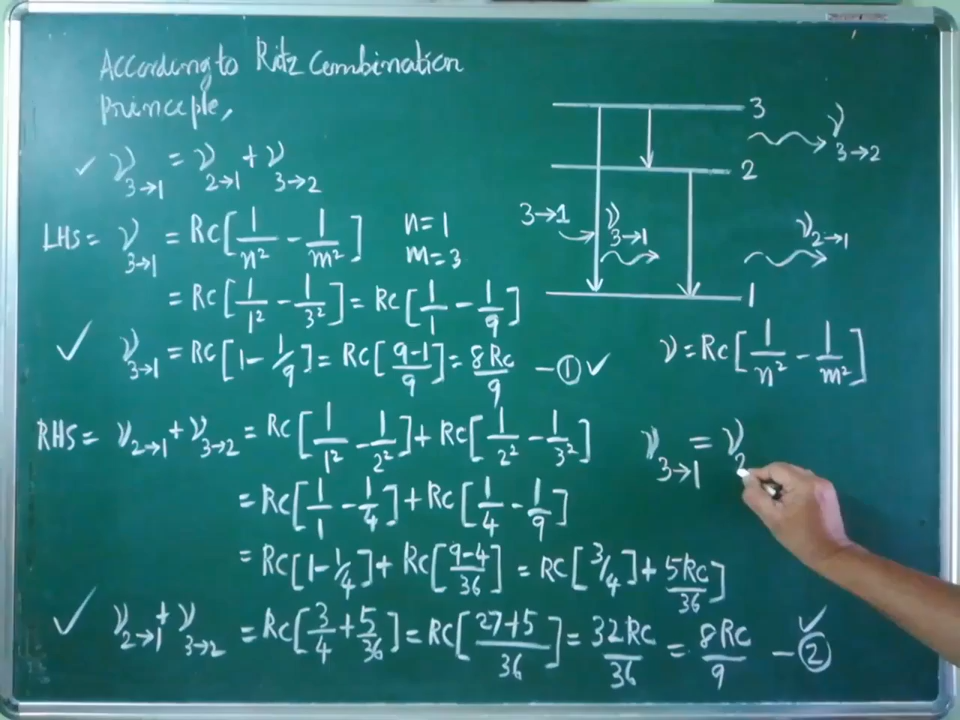 According to Ritz Combination
principle,
✓ ν3→1 = ν2→1 + ν3→2
LHS = ν3→1 = Rc[1/n² − 1/m²] n=1
m=3
= Rc[1/1² − 1/3²] = Rc[1/1 − 1/9]
✓ ν3→1 = Rc[1 − 1/9] = Rc[(9-1)/9] = 8Rc/9 — ① ✓
RHS = ν2→1 + ν3→2 = Rc[1/1² − 1/2²] + Rc[1/2² − 1/3²]
= Rc[1/1 − 1/4] + Rc[1/4 − 1/9]
= Rc[1 − 1/4] + Rc[(9-4)/36] = Rc[3/4] + 5Rc/36]
✓ ν2→1 + ν3→2 = Rc[3/4 + 5/36] = Rc[(27+5)/36] = 32Rc/36 = 8Rc/9 — ② ✓
3
ν3→2
2
3→1
ν3→1
ν2→1
1
ν = Rc[1/n² − 1/m²]
ν3→1 = ν2